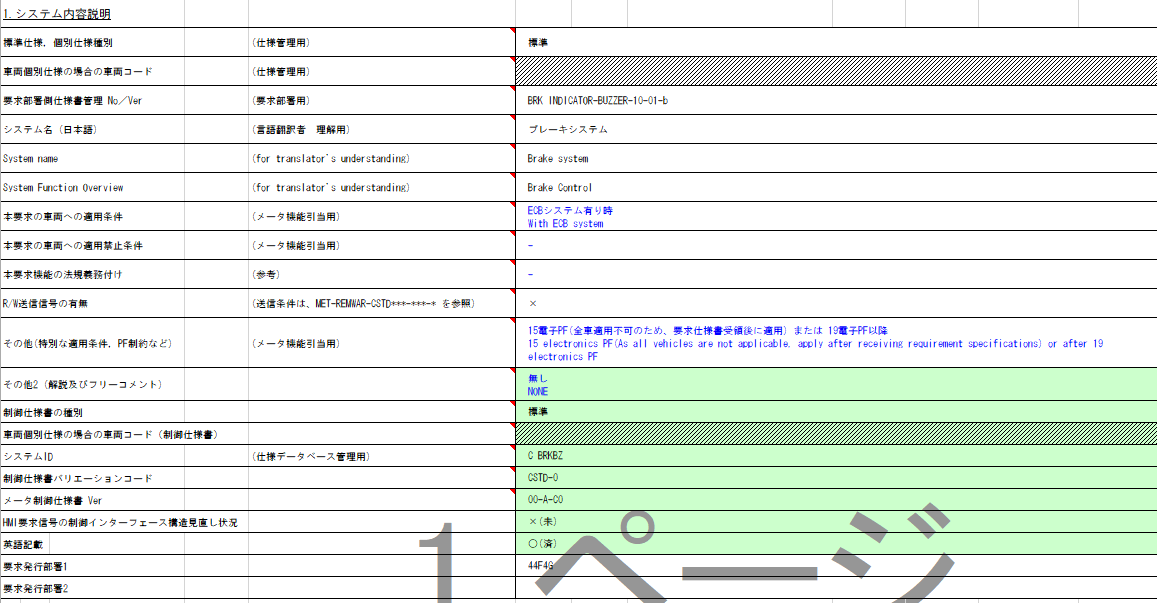 1. システム内容説明
標準仕様, 個別仕様種別 (仕様管理用) 標準
車両個別仕様の場合の車両コード (仕様管理用)
要求部署側仕様書管理 No／Ver (要求部署用) BRK INDICATOR-BUZZER-10-01-b
システム名 (日本語) (言語翻訳者　理解用) ブレーキシステム
System name (for translator's understanding) Brake system
System Function Overview (for translator's understanding) Brake Control
本要求の車両への適用条件 (メータ機能引当用) ECBシステム有り時
With ECB system
本要求の車両への適用禁止条件 (メータ機能引当用) -
本要求機能の法規義務付け (参考) -
R/W送信信号の有無 (送信条件は、MET-REMWAR-CSTD***-***-* を参照) ×
その他(特別な適用条件, PF制約など) (メータ機能引当用) 15電子PF(全車適用不可のため、要求仕様書受領後に適用) または 19電子PF以降
15 electronics PF(As all vehicles are not applicable, apply after receiving requirement specifications) or after 19
electronics PF
その他2 (解説及びフリーコメント) 無し
NONE
制御仕様書の種別 標準
車両個別仕様の場合の車両コード (制御仕様書)
システムID (仕様データベース管理用) C BRKBZ
制御仕様書バリエーションコード CSTD-0
メータ制御仕様書 Ver 00-A-C0
HMI要求信号の制御インターフェース構造見直し状況 ×(未)
英語記載 ○(済)
要求発行部署1 44F4G
要求発行部署2
1 ページ